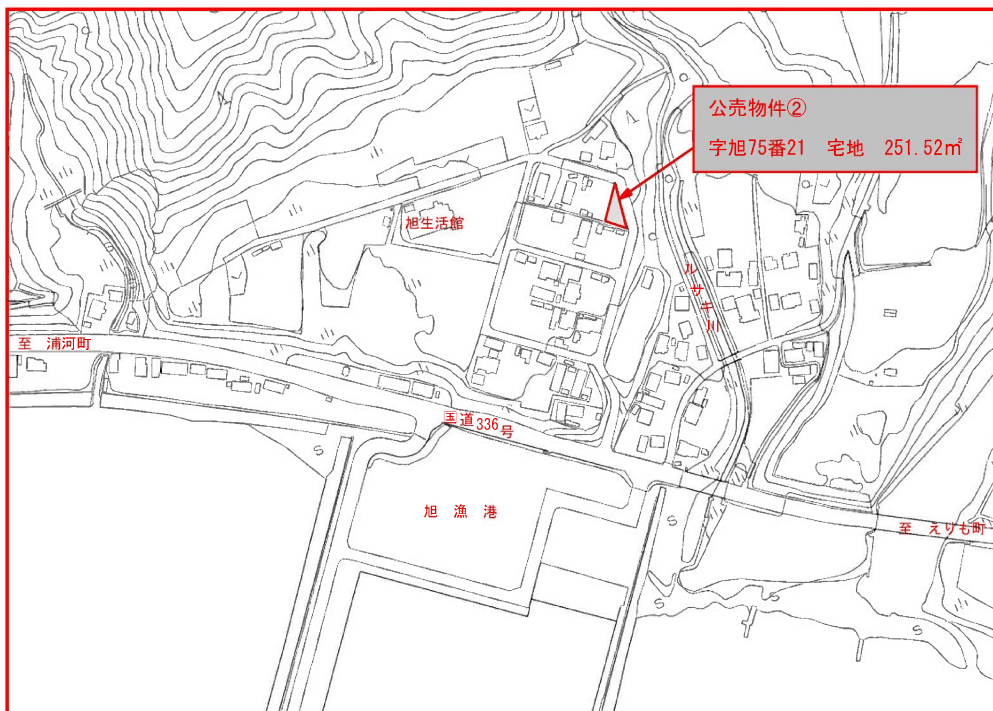 公売物件②
字旭75番21 宅地 251.52㎡
旭生活館
ルサキ川
至 浦河町
国道336号
旭漁港
至 えりも町
S
S
S
S
S